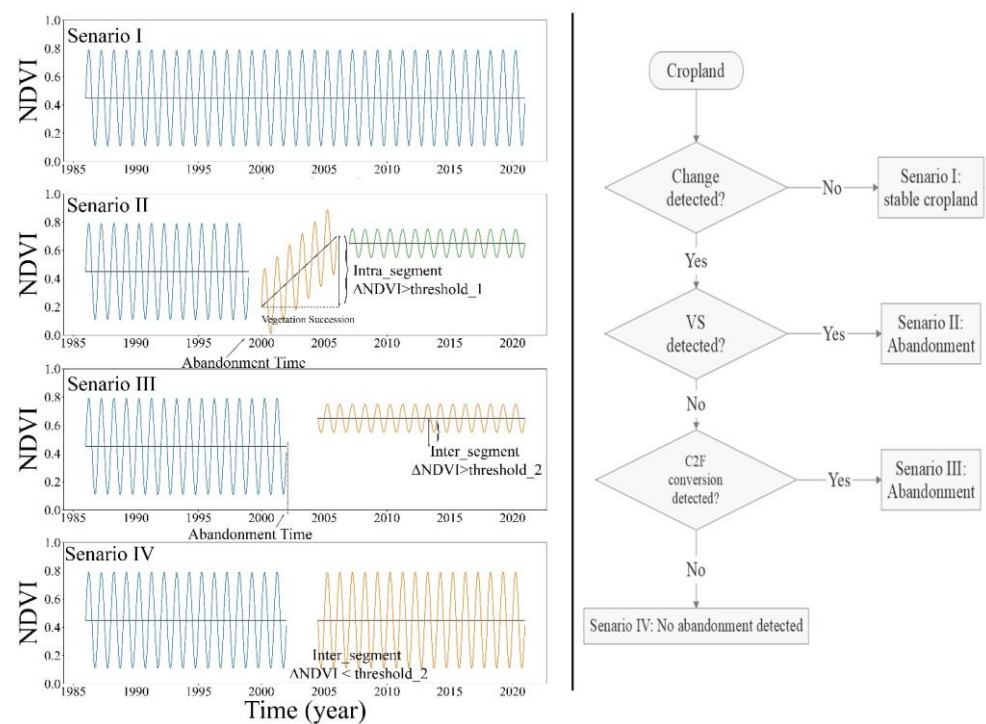 Senario I
NDVI
1.0
0.8
0.6
0.4
0.2
0.0
1985 1990 1995 2000 2005 2010 2015 2020
Senario II
NDVI
1.0
0.8
0.6
0.4
0.2
0.0
Intra_segment
ΔNDVI>threshold_1
Vegetation Succession
1985 1990 1995 2000 2005 2010 2015 2020
Abandonment Time
Senario III
NDVI
1.0
0.8
0.6
0.4
0.2
0.0
Inter_segment
ΔNDVI>threshold_2
1985 1990 1995 2000 2005 2010 2015 2020
Abandonment Time
Senario IV
NDVI
1.0
0.8
0.6
0.4
0.2
0.0
Inter_segment
ΔNDVI < threshold_2
1985 1990 1995 2000 2005 2010 2015 2020
Time (year)
Cropland
Change
detected?
No
Senario I:
stable cropland
Yes
VS
detected?
Yes
Senario II:
Abandonment
No
C2F
conversion
detected?
Yes
Senario III:
Abandonment
No
Senario IV: No abandonment detected